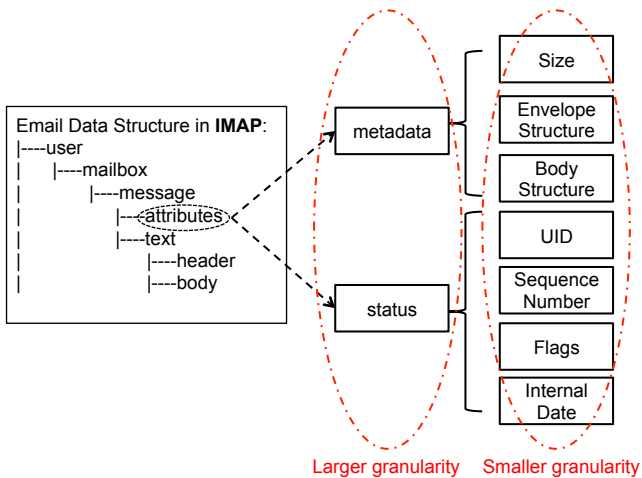 Email Data Structure in IMAP:
|----user
| |----mailbox
| |----message
| |----attributes
| |----text
| |----header
| |----body
metadata
status
Size
Envelope
Structure
Body
Structure
UID
Sequence
Number
Flags
Internal
Date
Larger granularity
Smaller granularity